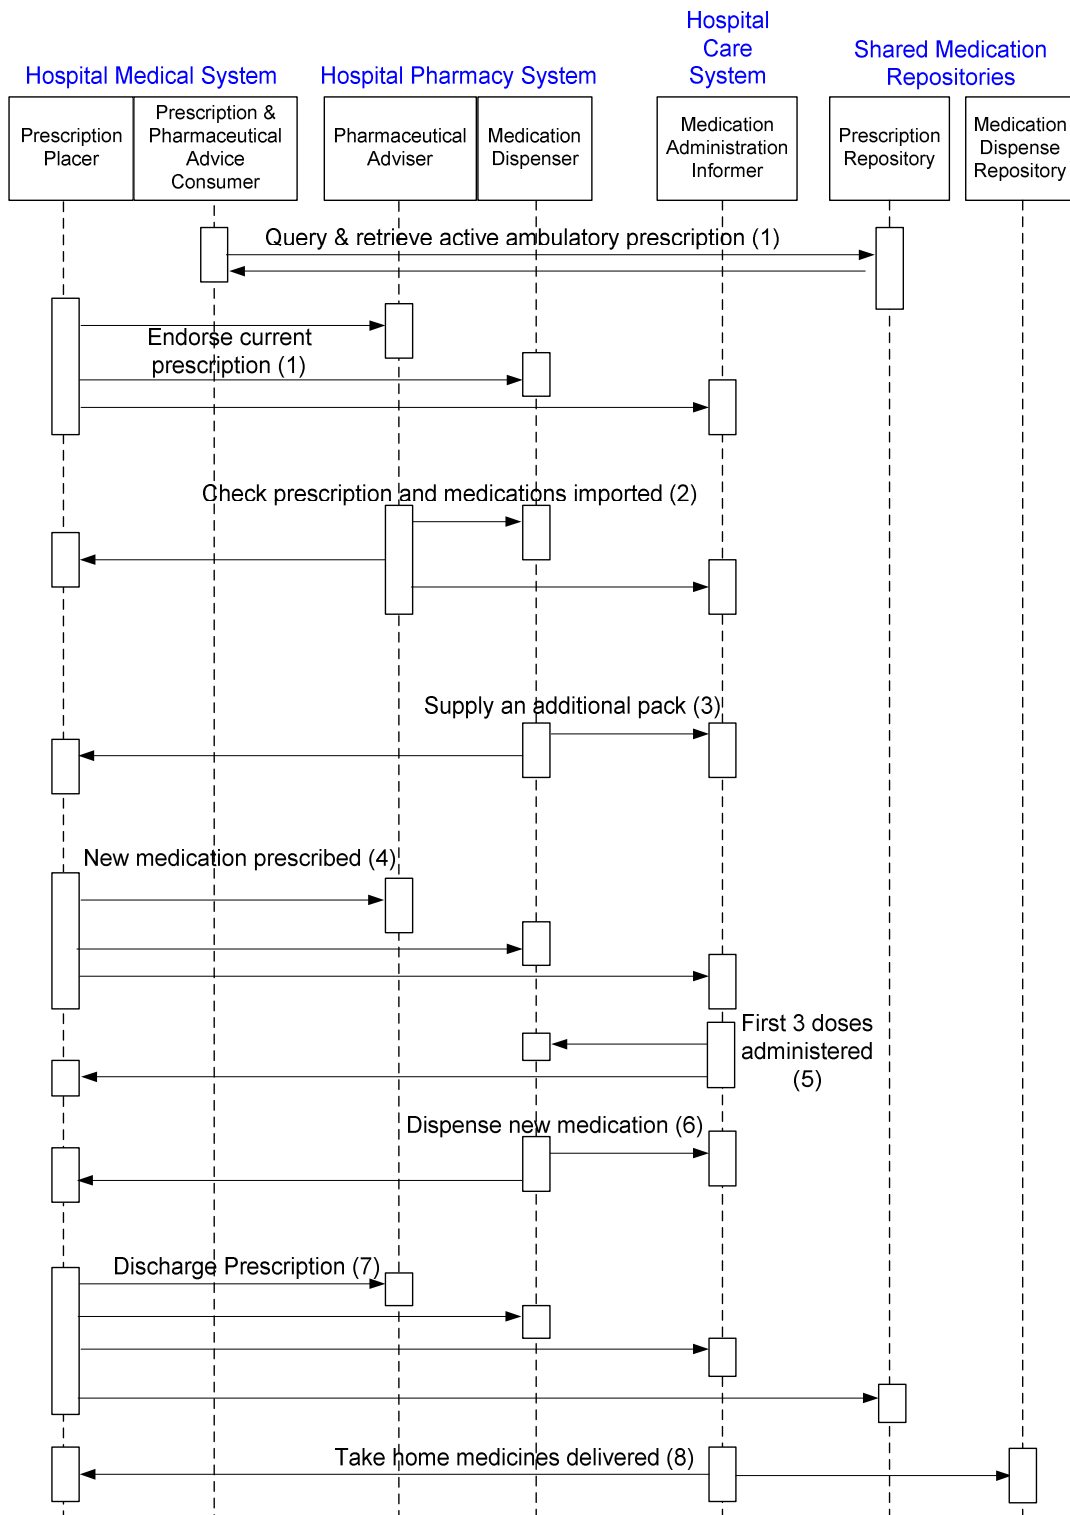 Hospital
Care
System
Shared Medication
Repositories
Hospital Medical System
Hospital Pharmacy System
Prescription
Placer
Prescription &
Pharmaceutical
Advice
Consumer
Pharmaceutical
Adviser
Medication
Dispenser
Medication
Administration
Informer
Prescription
Repository
Medication
Dispense
Repository
Query & retrieve active ambulatory prescription (1)
Endorse current
prescription (1)
Check prescription and medications imported (2)
Supply an additional pack (3)
New medication prescribed (4)
First 3 doses
administered
(5)
Dispense new medication (6)
Discharge Prescription (7)
Take home medicines delivered (8)